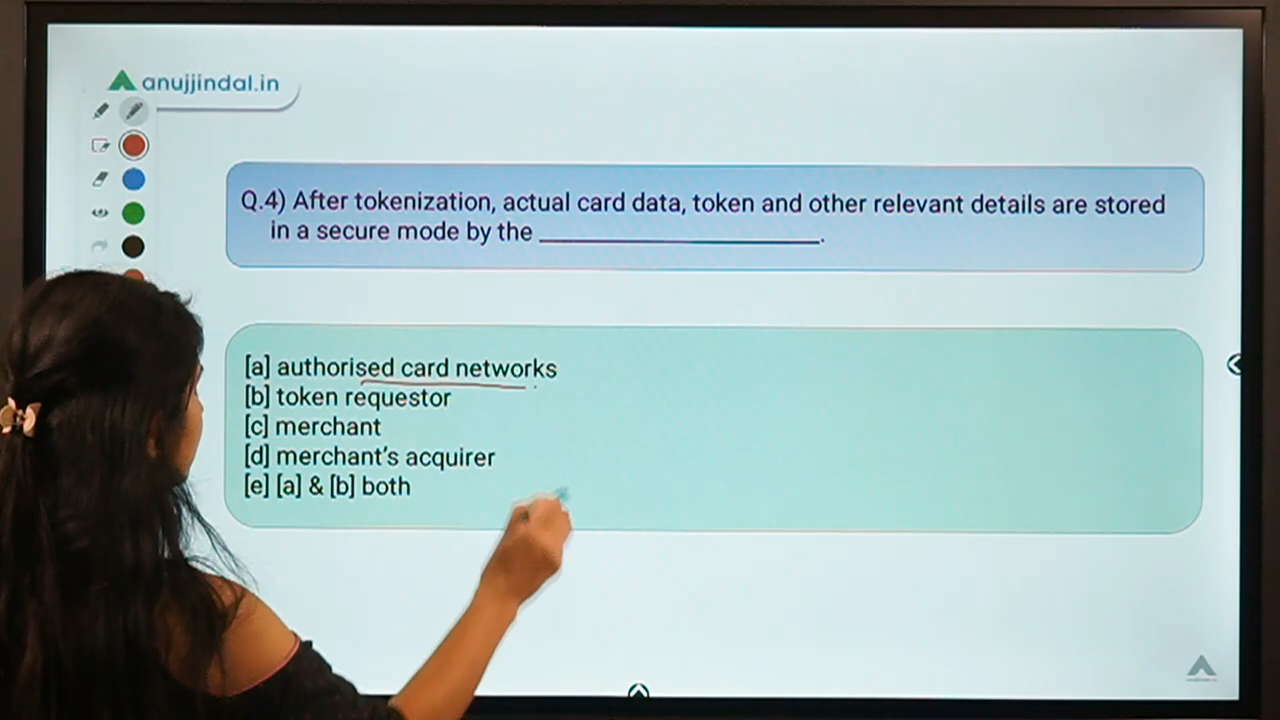 anujjindal.in
Q.4) After tokenization, actual card data, token and other relevant details are stored
in a secure mode by the ____________________.
[a] authorised card networks
[b] token requestor
[c] merchant
[d] merchant's acquirer
[e] [a] & [b] both